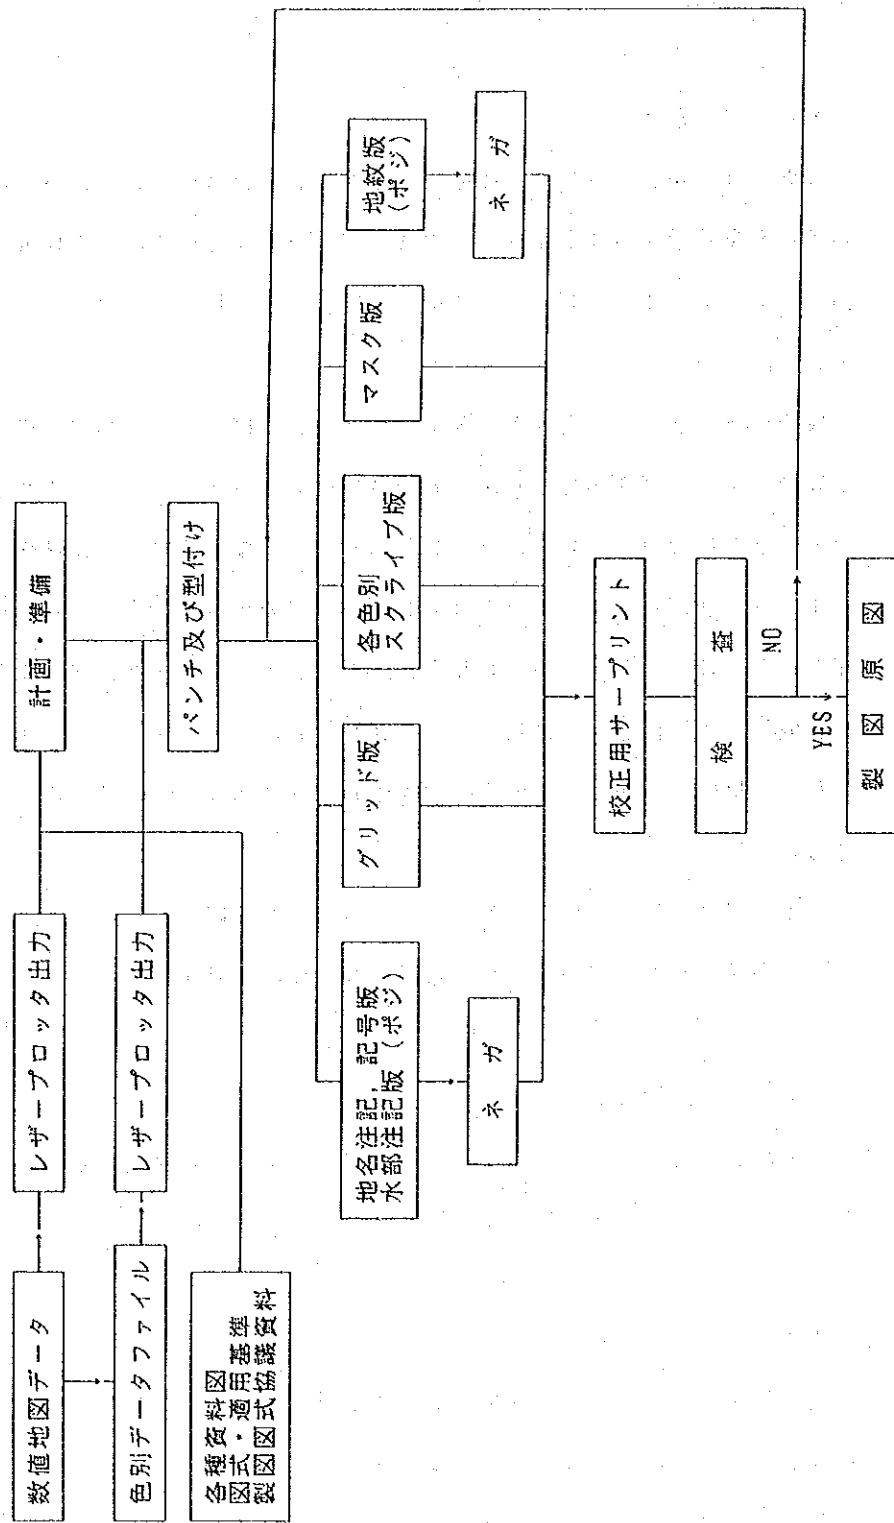 数値地図データ
レザープロッタ出力
計画・準備
色別データファイル
レザープロッタ出力
パンチ及び型付け
各種資料図
図式・適用基準
製図図式協議資料
地名注記，記号版
水部注記版（ポジ）
グリッド版
各色別
スクライブ版
マスク版
地紋版
（ポジ）
ネガ
ネガ
校正用サープリント
検査
NO
YES
製図原図